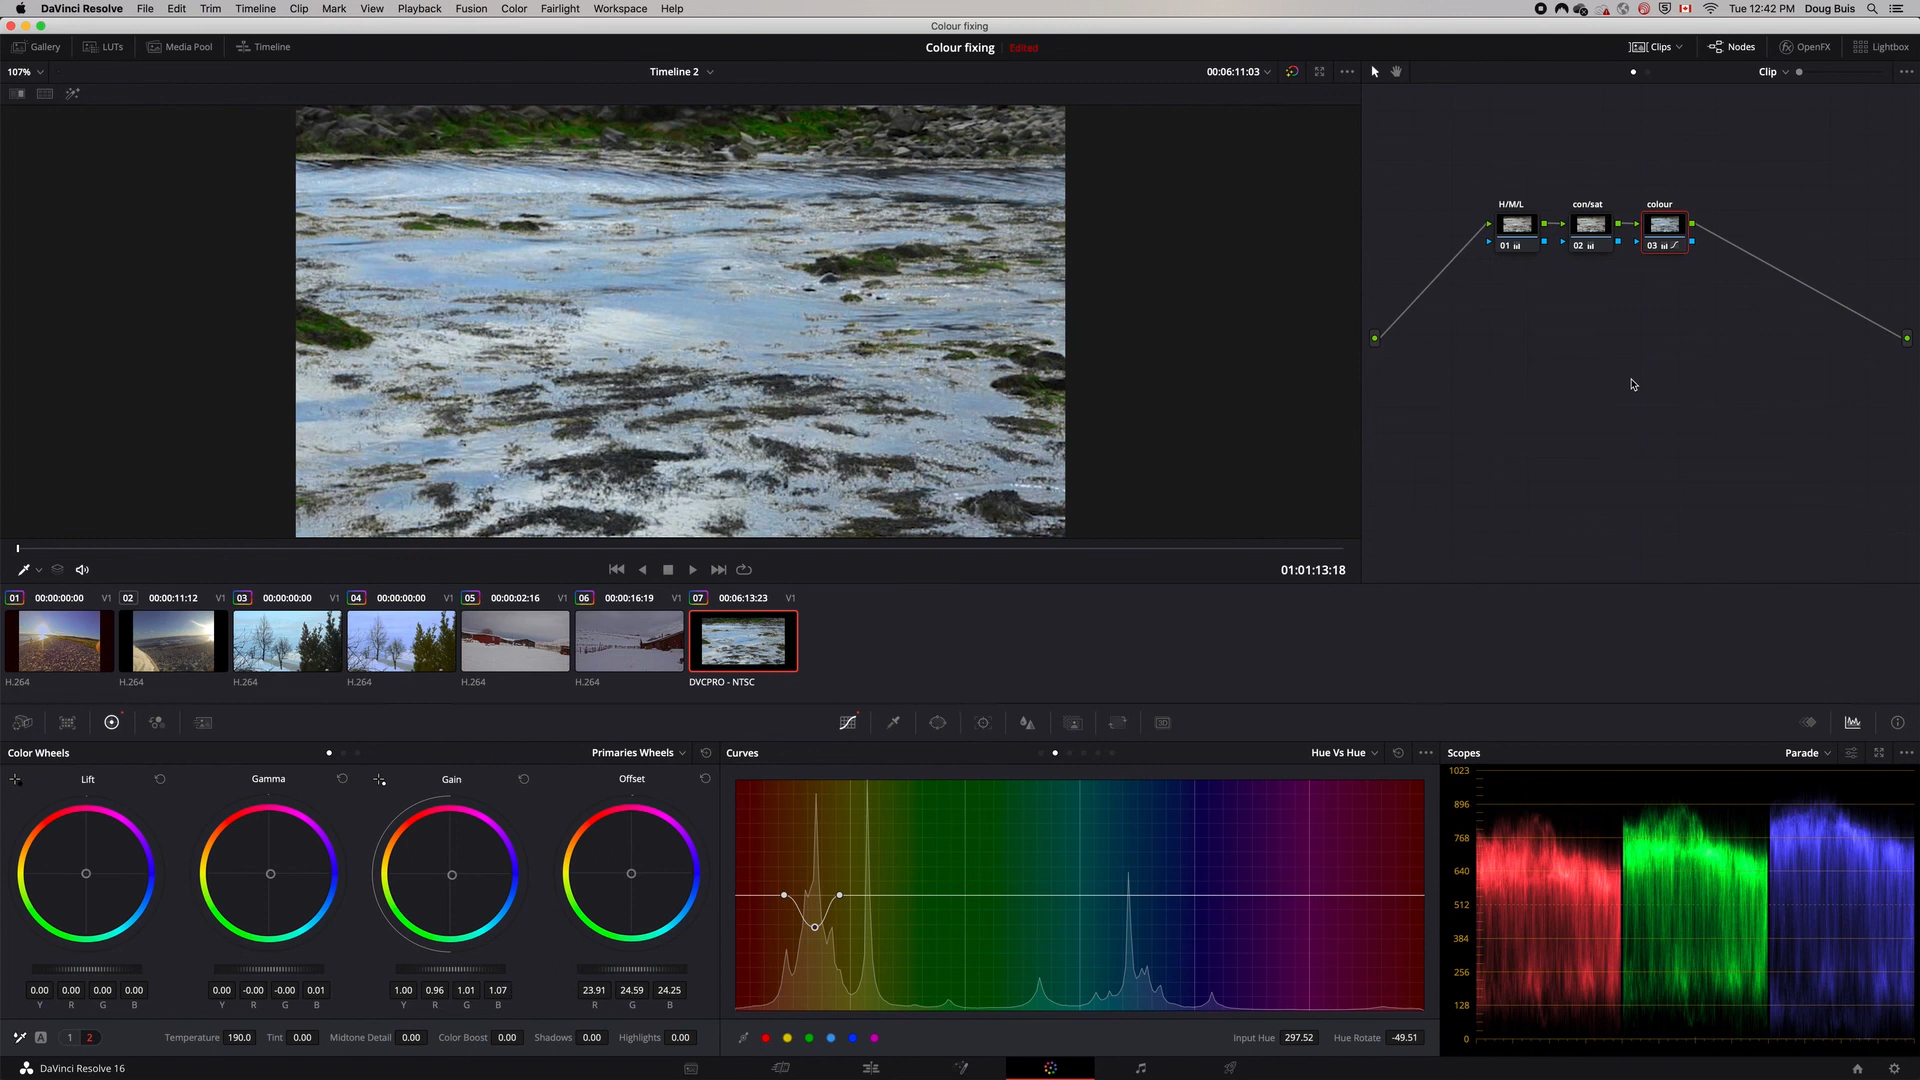 DaVinci Resolve File Edit Trim Timeline Clip Mark View Playback Fusion Color Fairlight Workspace Help Tue 12:42 PM Doug Buis
Colour fixing
Gallery LUTs Media Pool Timeline Colour fixing Edited Clips Nodes OpenFX Lightbox
107% Timeline 2 00:06:11:03 Clip
H/M/L con/sat colour
01 02 03
01:01:13:18
01 00:00:00:00 V1 02 00:00:11:12 V1 03 00:00:00:00 V1 04 00:00:00:00 V1 05 00:00:02:16 V1 06 00:00:16:19 V1 07 00:06:13:23 V1
H.264 H.264 H.264 H.264 H.264 H.264 DVCPRO - NTSC
3D
Color Wheels Primaries Wheels Curves Hue Vs Hue Scopes Parade
Lift Gamma Gain Offset
1023
896
768
640
512
384
256
128
0
0.00 0.00 0.00 0.00 0.00 -0.00 -0.00 0.01 1.00 0.96 1.01 1.07 23.91 24.59 24.25
Y R G B Y R G B Y R G B R G B
A 1 2 Temperature 190.0 Tint 0.00 Midtone Detail 0.00 Color Boost 0.00 Shadows 0.00 Highlights 0.00 Input Hue 297.52 Hue Rotate -49.51
DaVinci Resolve 16